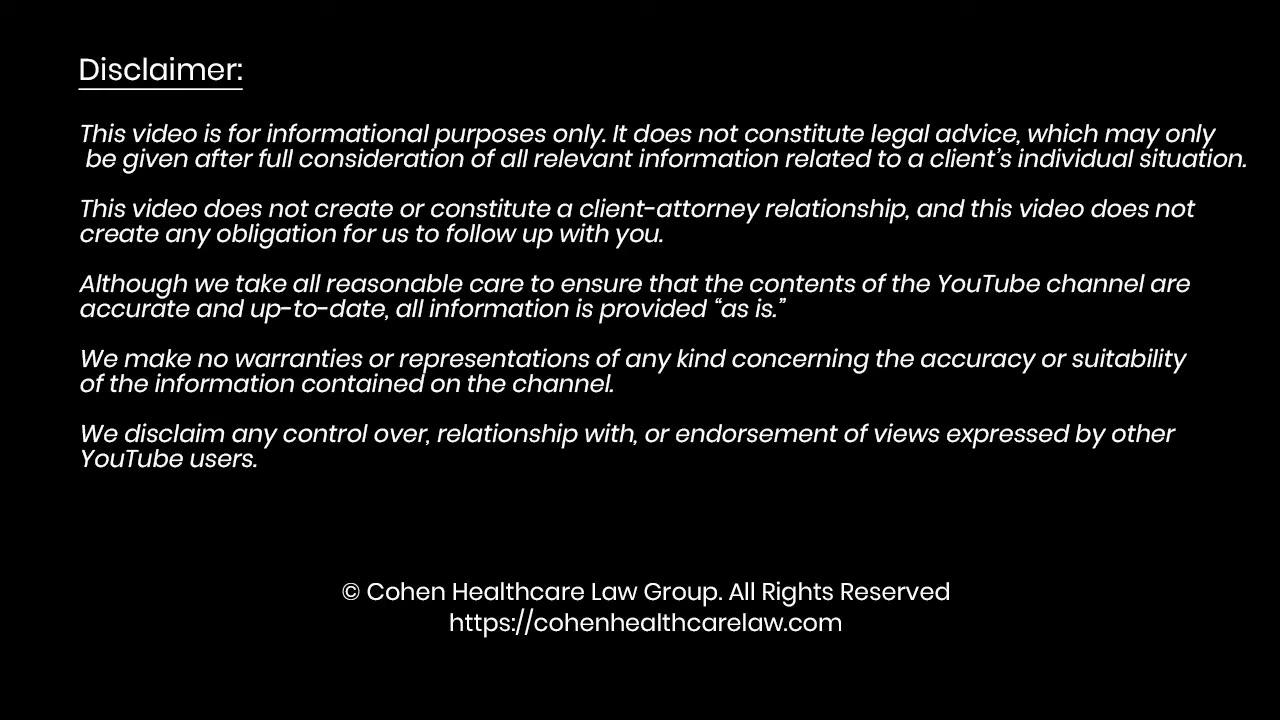 Disclaimer:
This video is for informational purposes only. It does not constitute legal advice, which may only
be given after full consideration of all relevant information related to a client’s individual situation.
This video does not create or constitute a client-attorney relationship, and this video does not
create any obligation for us to follow up with you.
Although we take all reasonable care to ensure that the contents of the YouTube channel are
accurate and up-to-date, all information is provided “as is.”
We make no warranties or representations of any kind concerning the accuracy or suitability
of the information contained on the channel.
We disclaim any control over, relationship with, or endorsement of views expressed by other
YouTube users.
© Cohen Healthcare Law Group. All Rights Reserved
https://cohenhealthcarelaw.com